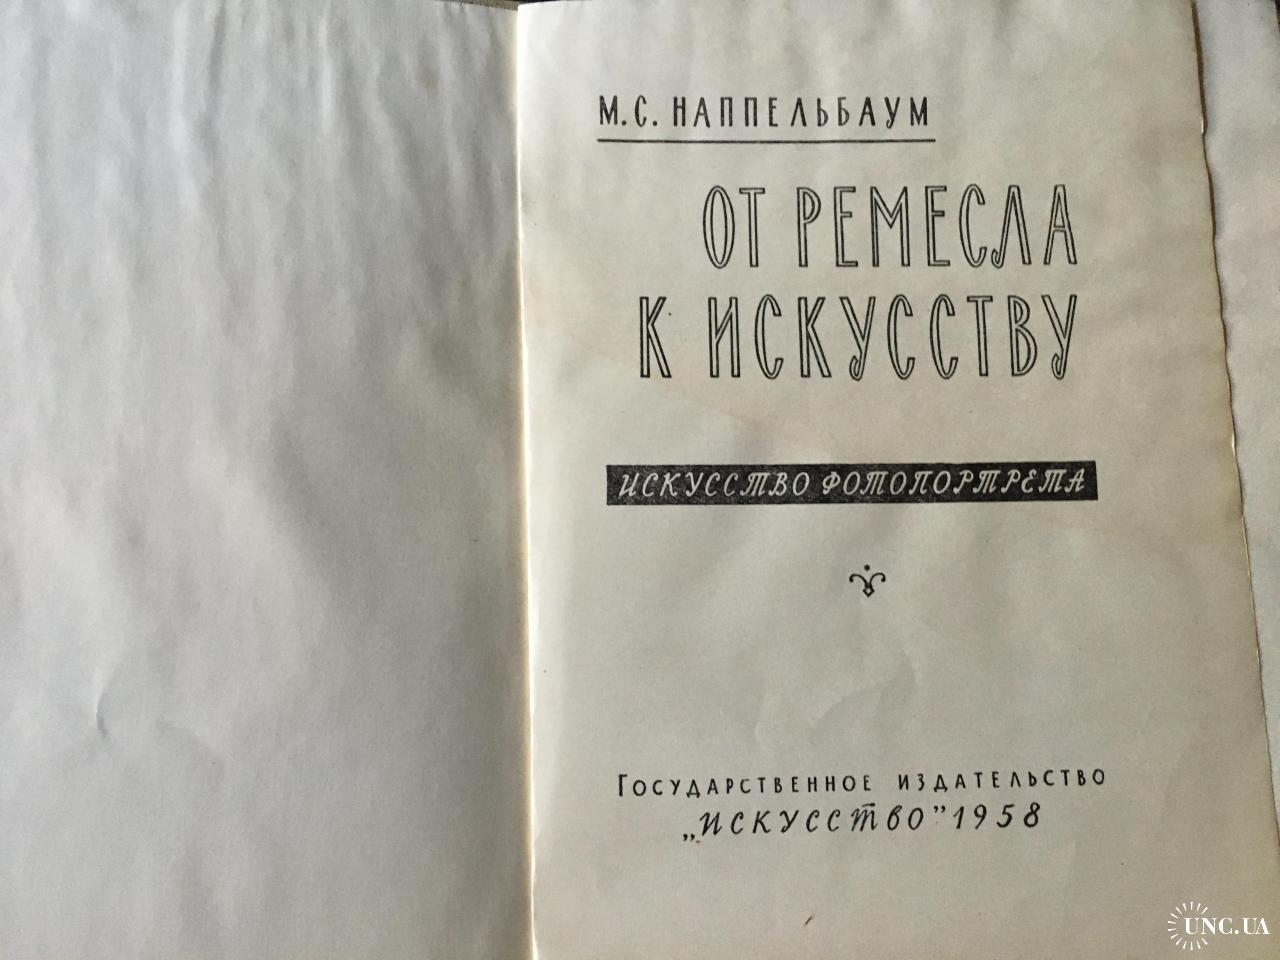 М.С. НАППЕЛЬБАУМ
ОТ РЕМЕСЛА
К ИСКУССТВУ
ИСКУССТВО ФОТОПОРТРЕТА
ГОСУДАРСТВЕННОЕ ИЗДАТЕЛЬСТВО
„ИСКУССТВО” 1958
UNC.UA